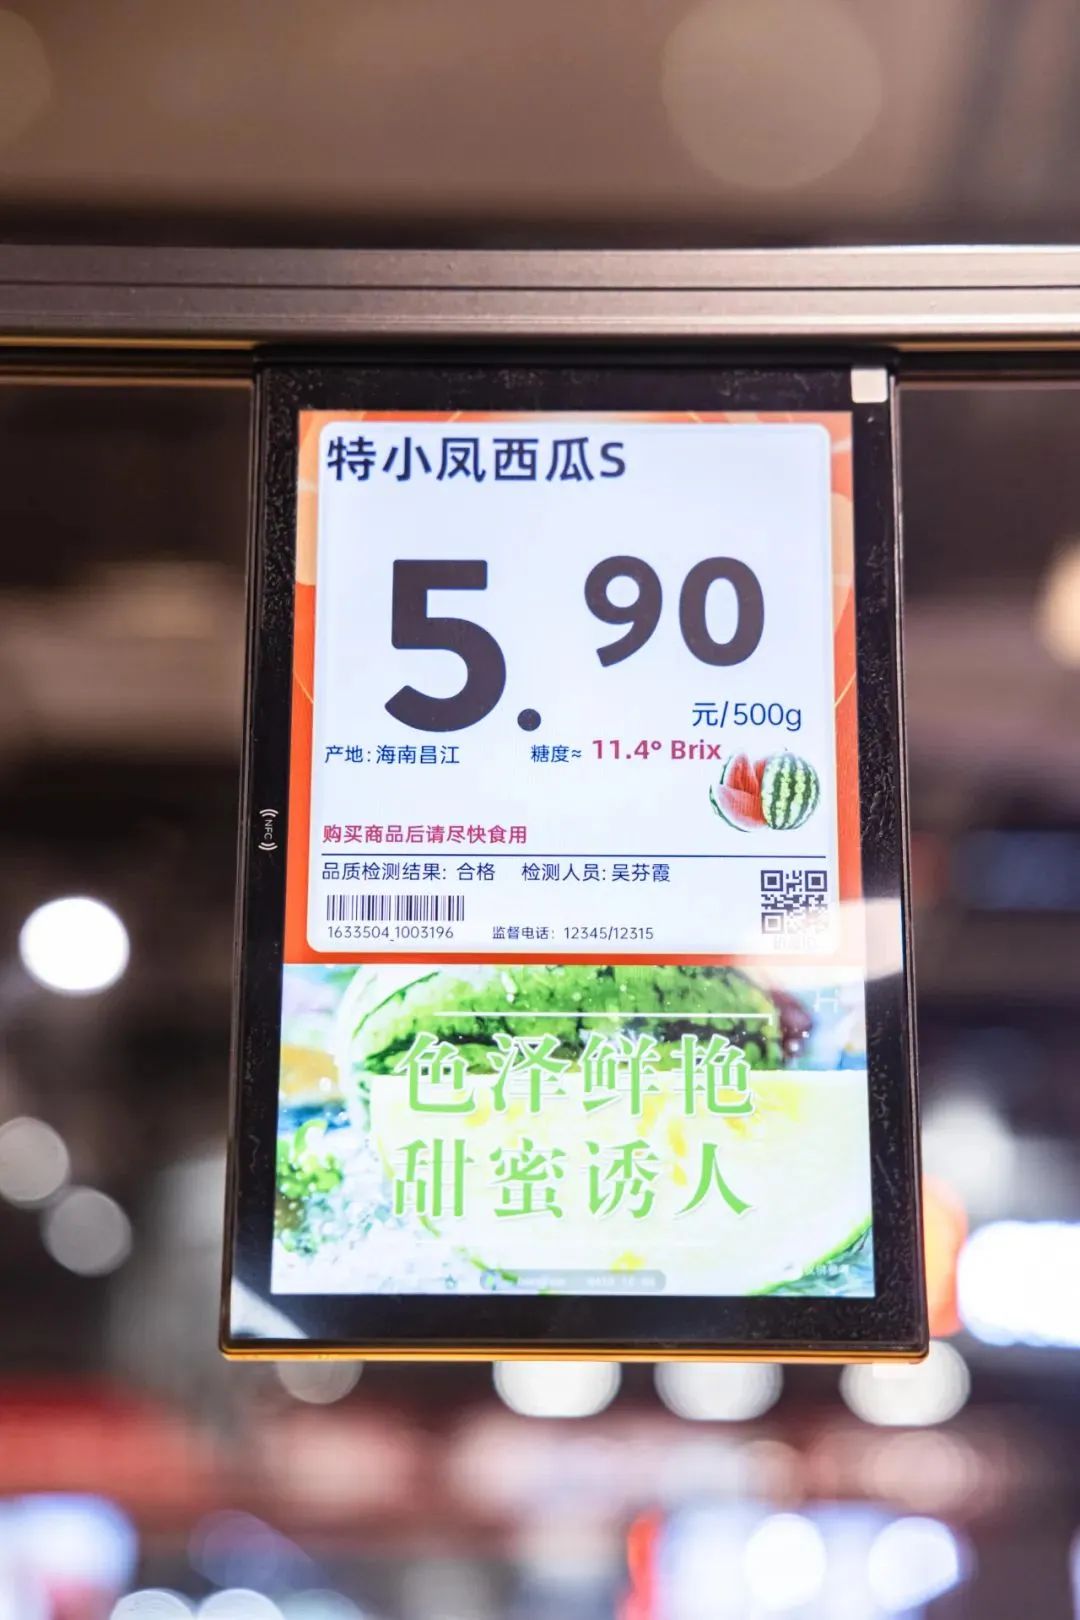 特小凤西瓜S
5.90
元/500g
产地:海南昌江 糖度≈ 11.4° Brix
购买商品后请尽快食用
品质检测结果: 合格 检测人员:吴芬霞
1633504_1003196 监督电话: 12345/12315
NFC
色泽鲜艳
甜蜜诱人